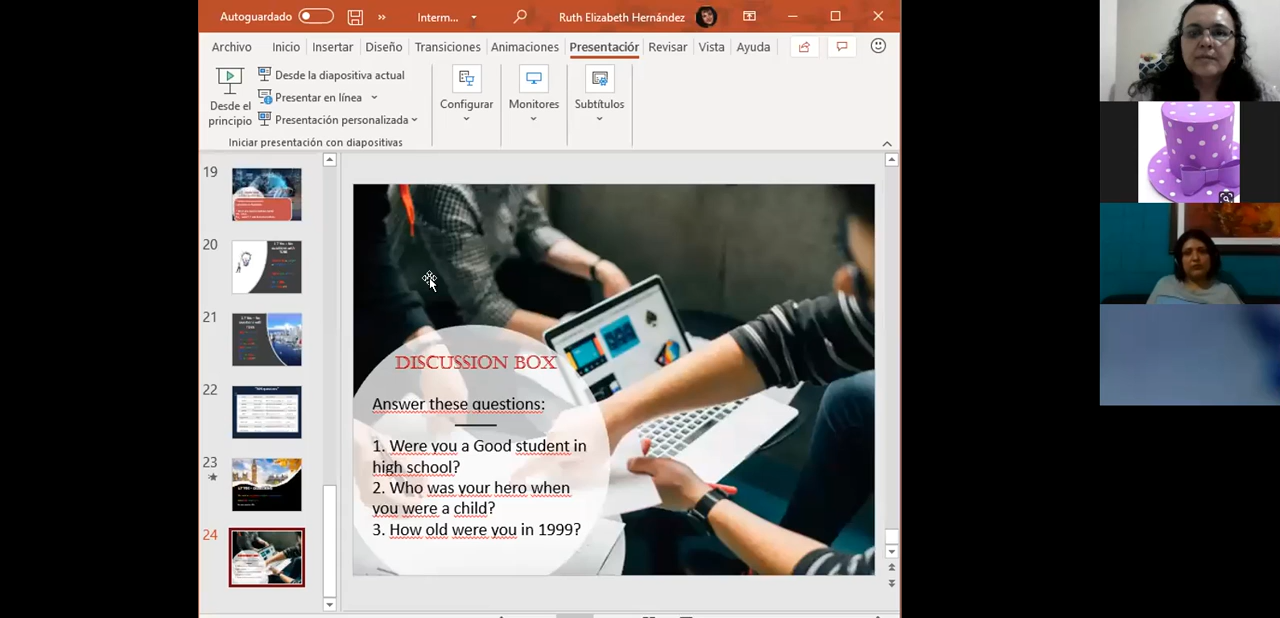 Autoguardado
»
Interm...
Ruth Elizabeth Hernández
Archivo Inicio Insertar Diseño Transiciones Animaciones Presentación Revisar Vista Ayuda
Desde el principio
Desde la diapositiva actual
Presentar en línea
Presentación personalizada
Configurar
Monitores
Subtítulos
Iniciar presentación con diapositivas
19
20
21
22
23
24
DISCUSSION BOX
Answer these questions:
1. Were you a Good student in
high school?
2. Who was your hero when
you were a child?
3. How old were you in 1999?